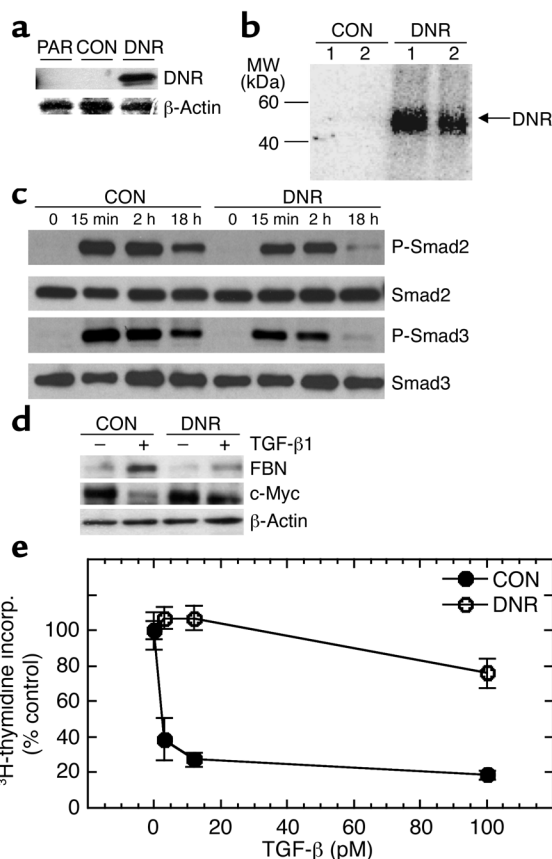 a
PAR CON DNR
DNR
β-Actin
b
CON DNR
1 2 1 2
MW
(kDa)
60
40
DNR
c
CON DNR
0 15 min 2 h 18 h 0 15 min 2 h 18 h
P-Smad2
Smad2
P-Smad3
Smad3
d
CON DNR
– + – + TGF-β1
FBN
c-Myc
β-Actin
e
CON
DNR
100
80
60
40
20
0
³H-thymidine incorp.
(% control)
0 20 40 60 80 100
TGF-β (pM)